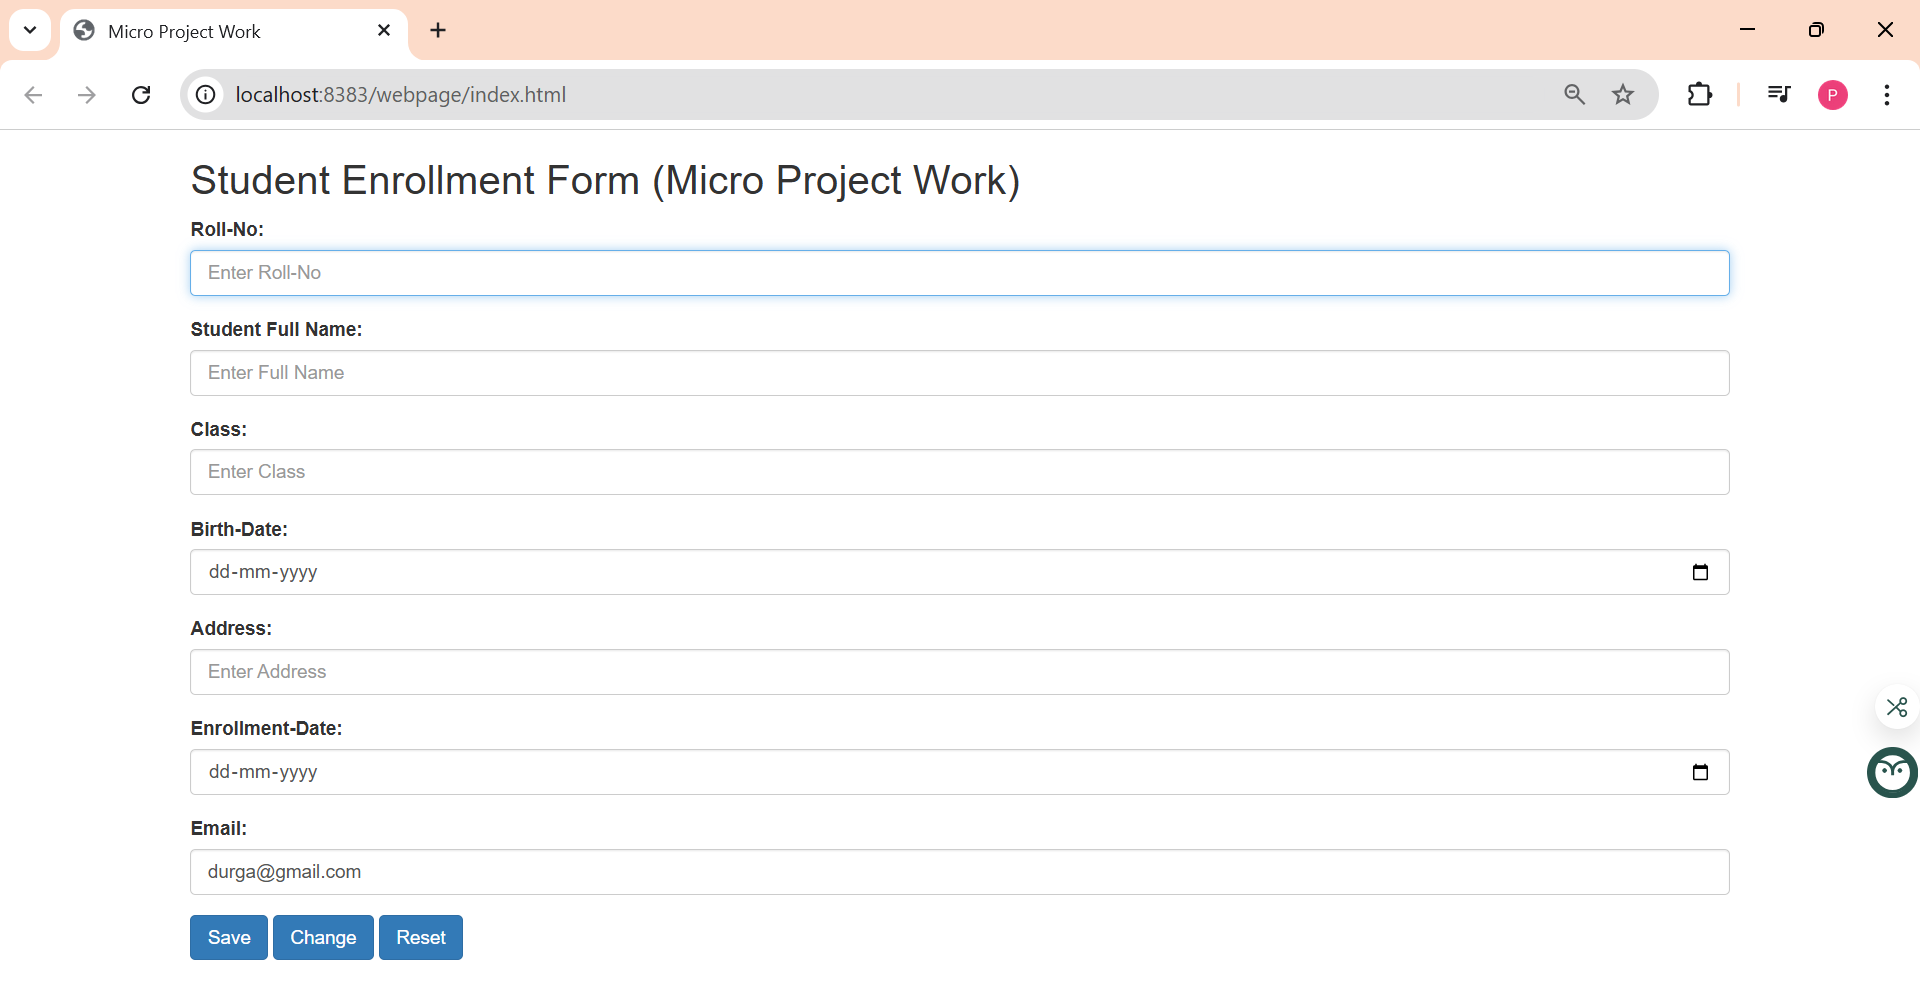 Micro Project Work
localhost:8383/webpage/index.html
P
Student Enrollment Form (Micro Project Work)
Roll-No:
Enter Roll-No
Student Full Name:
Enter Full Name
Class:
Enter Class
Birth-Date:
dd-mm-yyyy
Address:
Enter Address
Enrollment-Date:
dd-mm-yyyy
Email:
durga@gmail.com
Save Change Reset